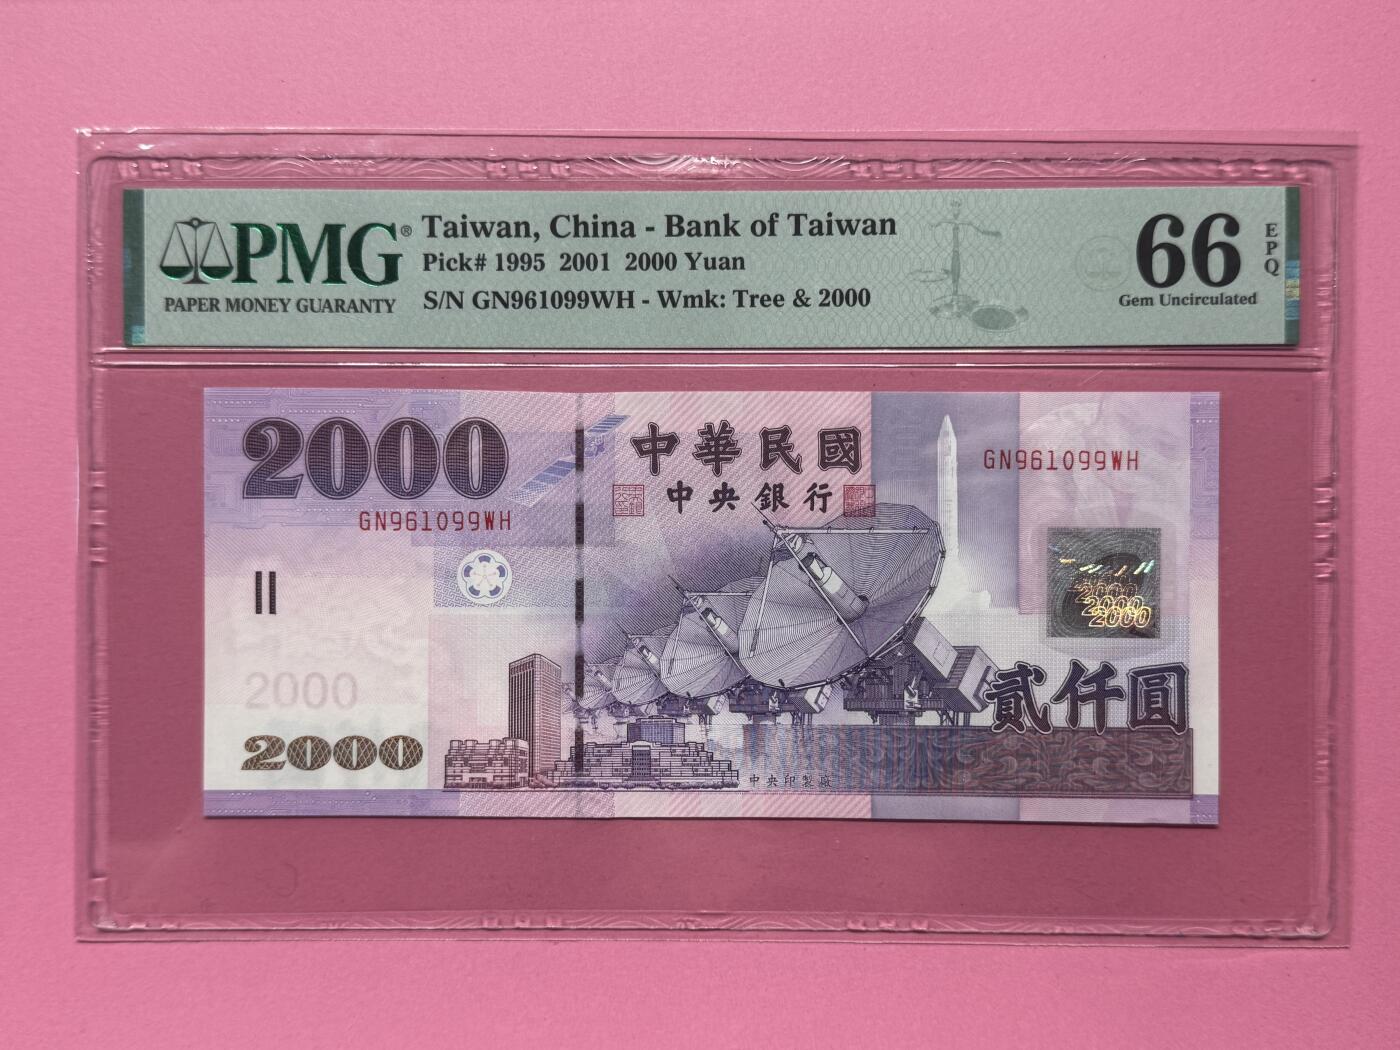 PMG®
PAPER MONEY GUARANTY
Taiwan, China - Bank of Taiwan
Pick# 1995 2001 2000 Yuan
S/N GN961099WH - Wmk: Tree & 2000
66
EPQ
Gem Uncirculated
2000
中華民國
GN961099WH
中央銀行
GN961099WH
2000
2000
2000
2000
貳仟圓
2000
2000
中央印製廠